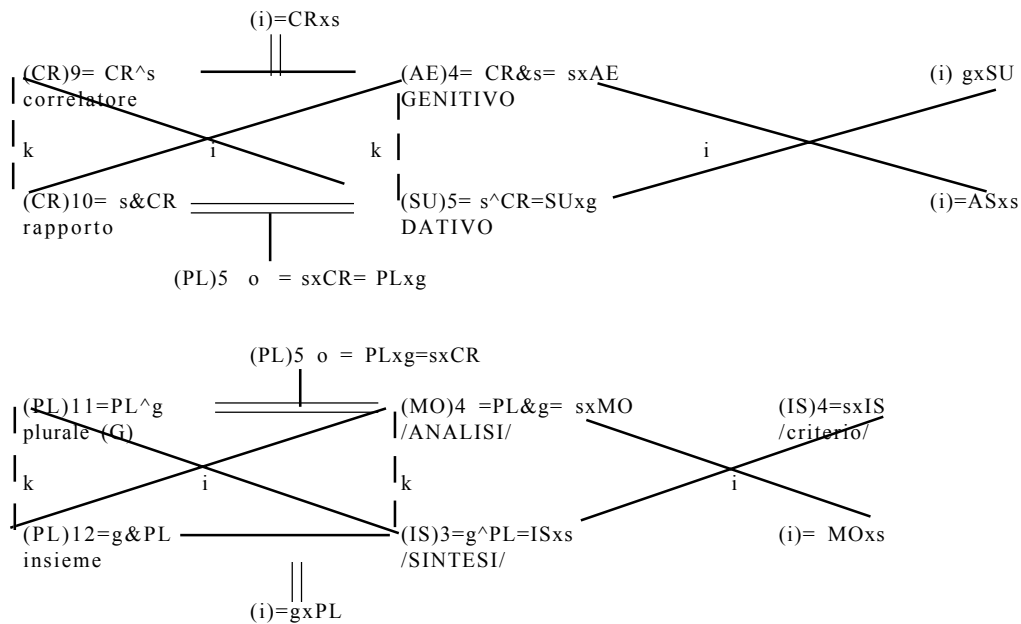 (i)=CRxs
(CR)9= CR^s (AE)4= CR&s= sxAE (i) gxSU
correlatore GENITIVO
k i k i
(CR)10= s&CR (SU)5= s^CR=SUxg (i)=ASxs
rapporto DATIVO
(PL)5 o = sxCR= PLxg
(PL)5 o = PLxg=sxCR
(PL)11=PL^g (MO)4 =PL&g= sxMO (IS)4=sxIS
plurale (G) /ANALISI/ /criterio/
k i k i
(PL)12=g&PL (IS)3=g^PL=ISxs (i)= MOxs
insieme /SINTESI/
(i)=gxPL